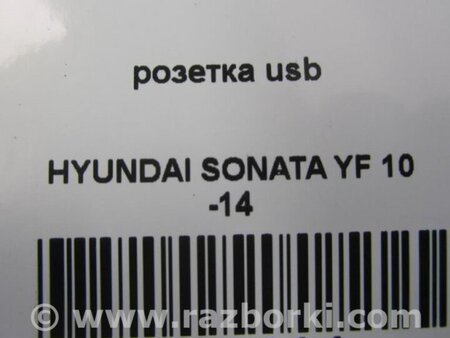 розетка usb
HYUNDAI SONATA YF 10
-14
© www.razborki.com